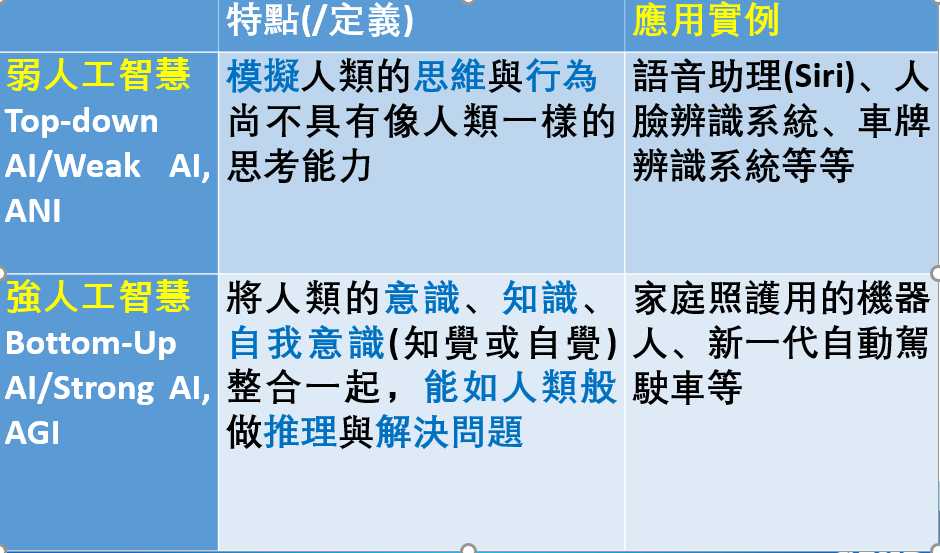 特點(/定義)
應用實例
弱人工智慧
Top-down
AI/Weak AI,
ANI
模擬人類的思維與行為
尚不具有像人類一樣的
思考能力
語音助理(Siri)、人
臉辨識系統、車牌
辨識系統等等
強人工智慧
Bottom-Up
AI/Strong AI,
AGI
將人類的意識、知識、
自我意識(知覺或自覺)
整合一起，能如人類般
做推理與解決問題
家庭照護用的機器
人、新一代自動駕
駛車等